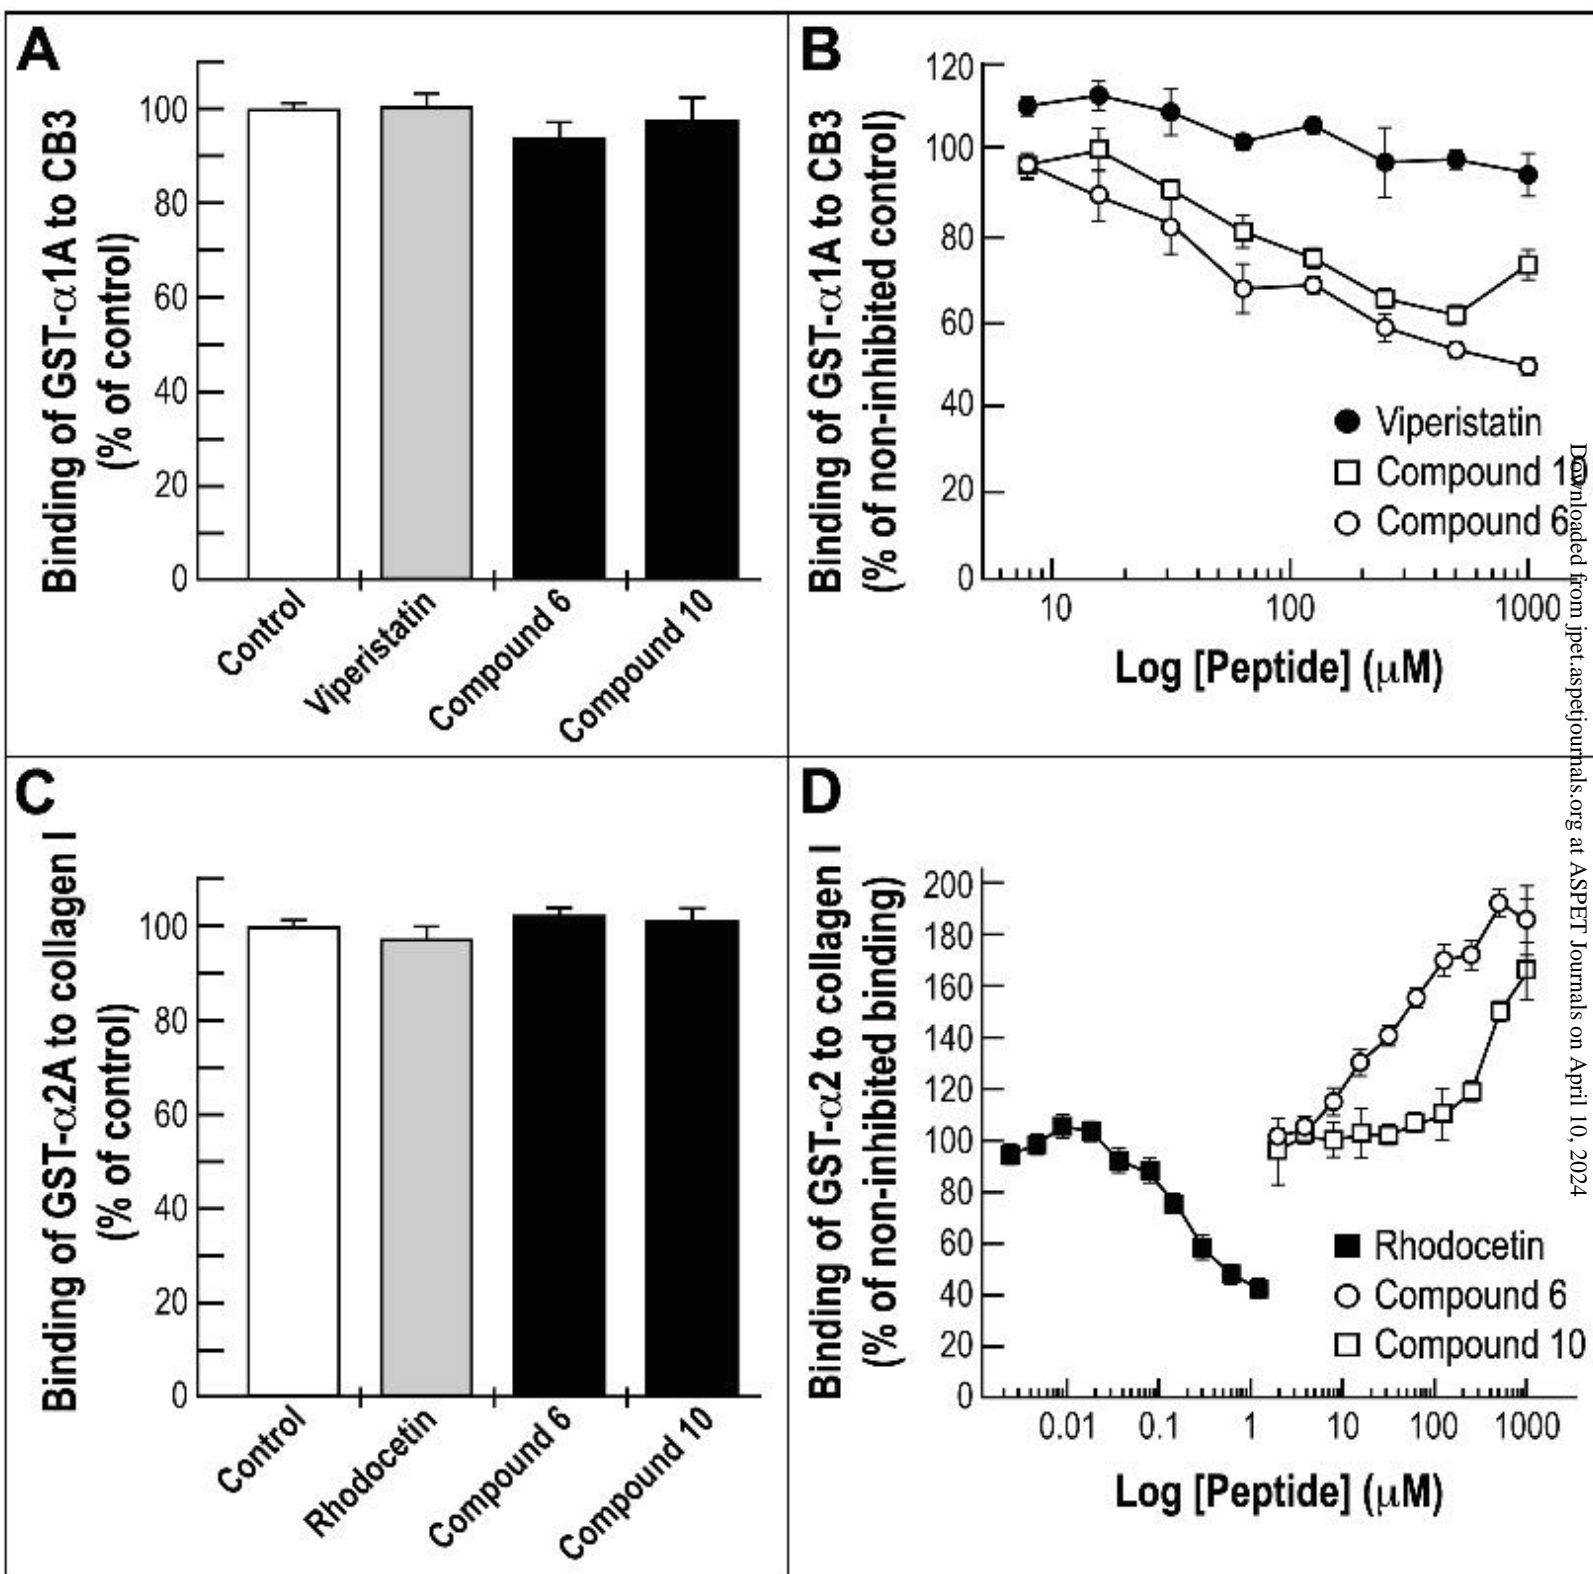 A
Binding of GST-α1A to CB3
(% of control)
100
80
60
40
20
0
Control
Viperistatin
Compound 6
Compound 10
B
Binding of GST-α1A to CB3
(% of non-inhibited control)
120
100
80
60
40
20
0
Viperistatin
Compound 10
Compound 6
10
100
1000
Log [Peptide] (μM)
C
Binding of GST-α2A to collagen I
(% of control)
100
80
60
40
20
0
Control
Rhodocetin
Compound 6
Compound 10
D
Binding of GST-α2 to collagen I
(% of non-inhibited binding)
200
180
160
140
120
100
80
60
40
20
0
Rhodocetin
Compound 6
Compound 10
0.01
0.1
1
10
100
1000
Log [Peptide] (μM)
Downloaded from jpet.aspetjournals.org at ASPET Journals on April 10, 2024